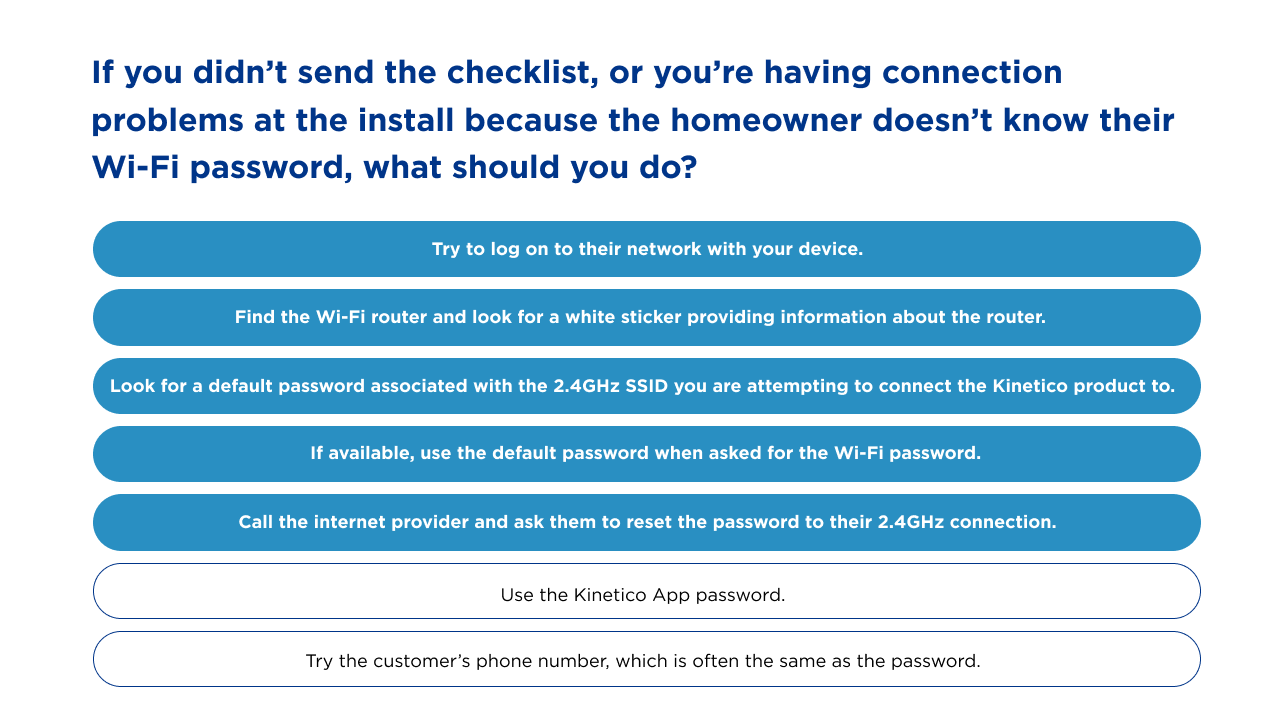 If you didn’t send the checklist, or you’re having connection
problems at the install because the homeowner doesn’t know their
Wi-Fi password, what should you do?
Try to log on to their network with your device.
Find the Wi-Fi router and look for a white sticker providing information about the router.
Look for a default password associated with the 2.4GHz SSID you are attempting to connect the Kinetico product to.
If available, use the default password when asked for the Wi-Fi password.
Call the internet provider and ask them to reset the password to their 2.4GHz connection.
Use the Kinetico App password.
Try the customer’s phone number, which is often the same as the password.